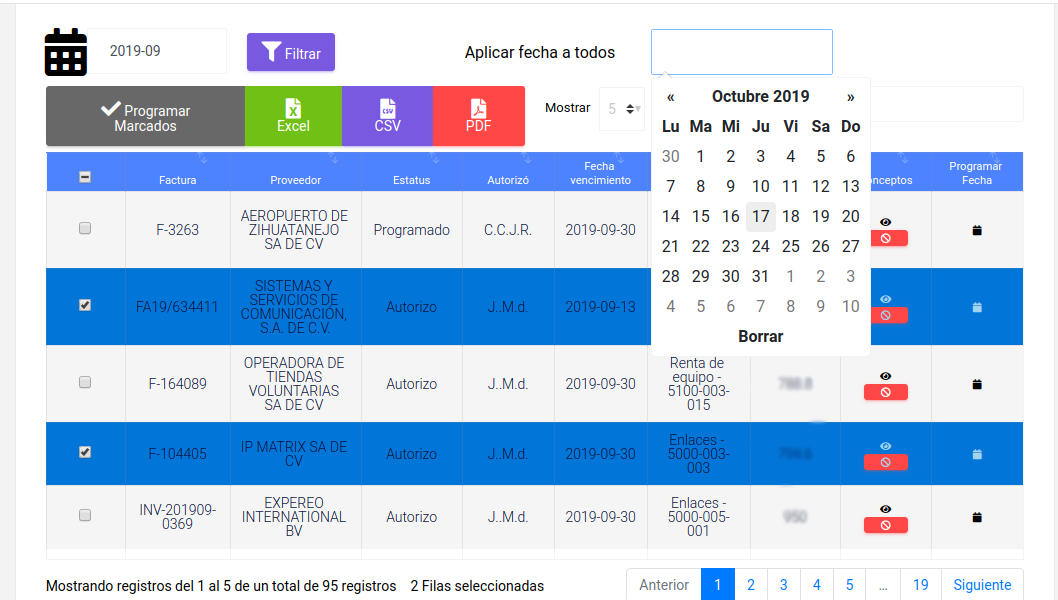 2019-09
Filtrar
Aplicar fecha a todos
Programar
Marcados
Excel
CSV
PDF
Mostrar
5
« Octubre 2019 »
Lu Ma Mi Ju Vi Sa Do
30 1 2 3 4 5 6
7 8 9 10 11 12 13
14 15 16 17 18 19 20
21 22 23 24 25 26 27
28 29 30 31 1 2 3
4 5 6 7 8 9 10
Borrar
Factura
Proveedor
Estatus
Autorizó
Fecha
vencimiento
nceptos
Programar
Fecha
F-3263
AEROPUERTO DE
ZIHUATANEJO
SA DE CV
Programado
C.C.J.R.
2019-09-30
FA19/634411
SISTEMAS Y
SERVICIOS DE
COMUNICACIÓN,
S.A. DE C.V.
Autorizo
J..M.d.
2019-09-13
F-164089
OPERADORA DE
TIENDAS
VOLUNTARIAS
SA DE CV
Autorizo
J..M.d.
2019-09-30
Renta de
equipo -
5100-003-
015
F-104405
IP MATRIX SA DE
CV
Autorizo
J..M.d.
2019-09-30
Enlaces -
5000-003-
003
INV-201909-
0369
EXPEREO
INTERNATIONAL
BV
Autorizo
J..M.d.
2019-09-30
Enlaces -
5000-005-
001
950
Mostrando registros del 1 al 5 de un total de 95 registros 2 Filas seleccionadas
Anterior 1 2 3 4 5 ... 19 Siguiente